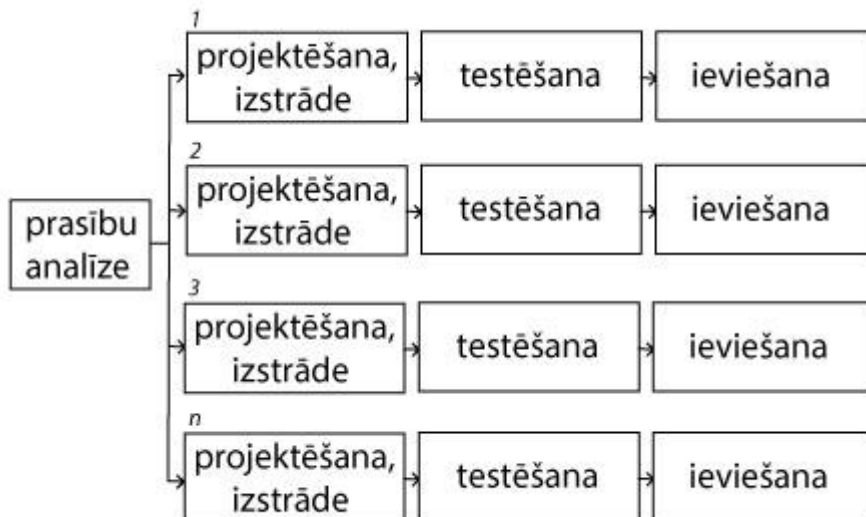 1
projektēšana,
izstrāde
testēšana
ieviešana
2
projektēšana,
izstrāde
testēšana
ieviešana
prasību
analīze
3
projektēšana,
izstrāde
testēšana
ieviešana
n
projektēšana,
izstrāde
testēšana
ieviešana